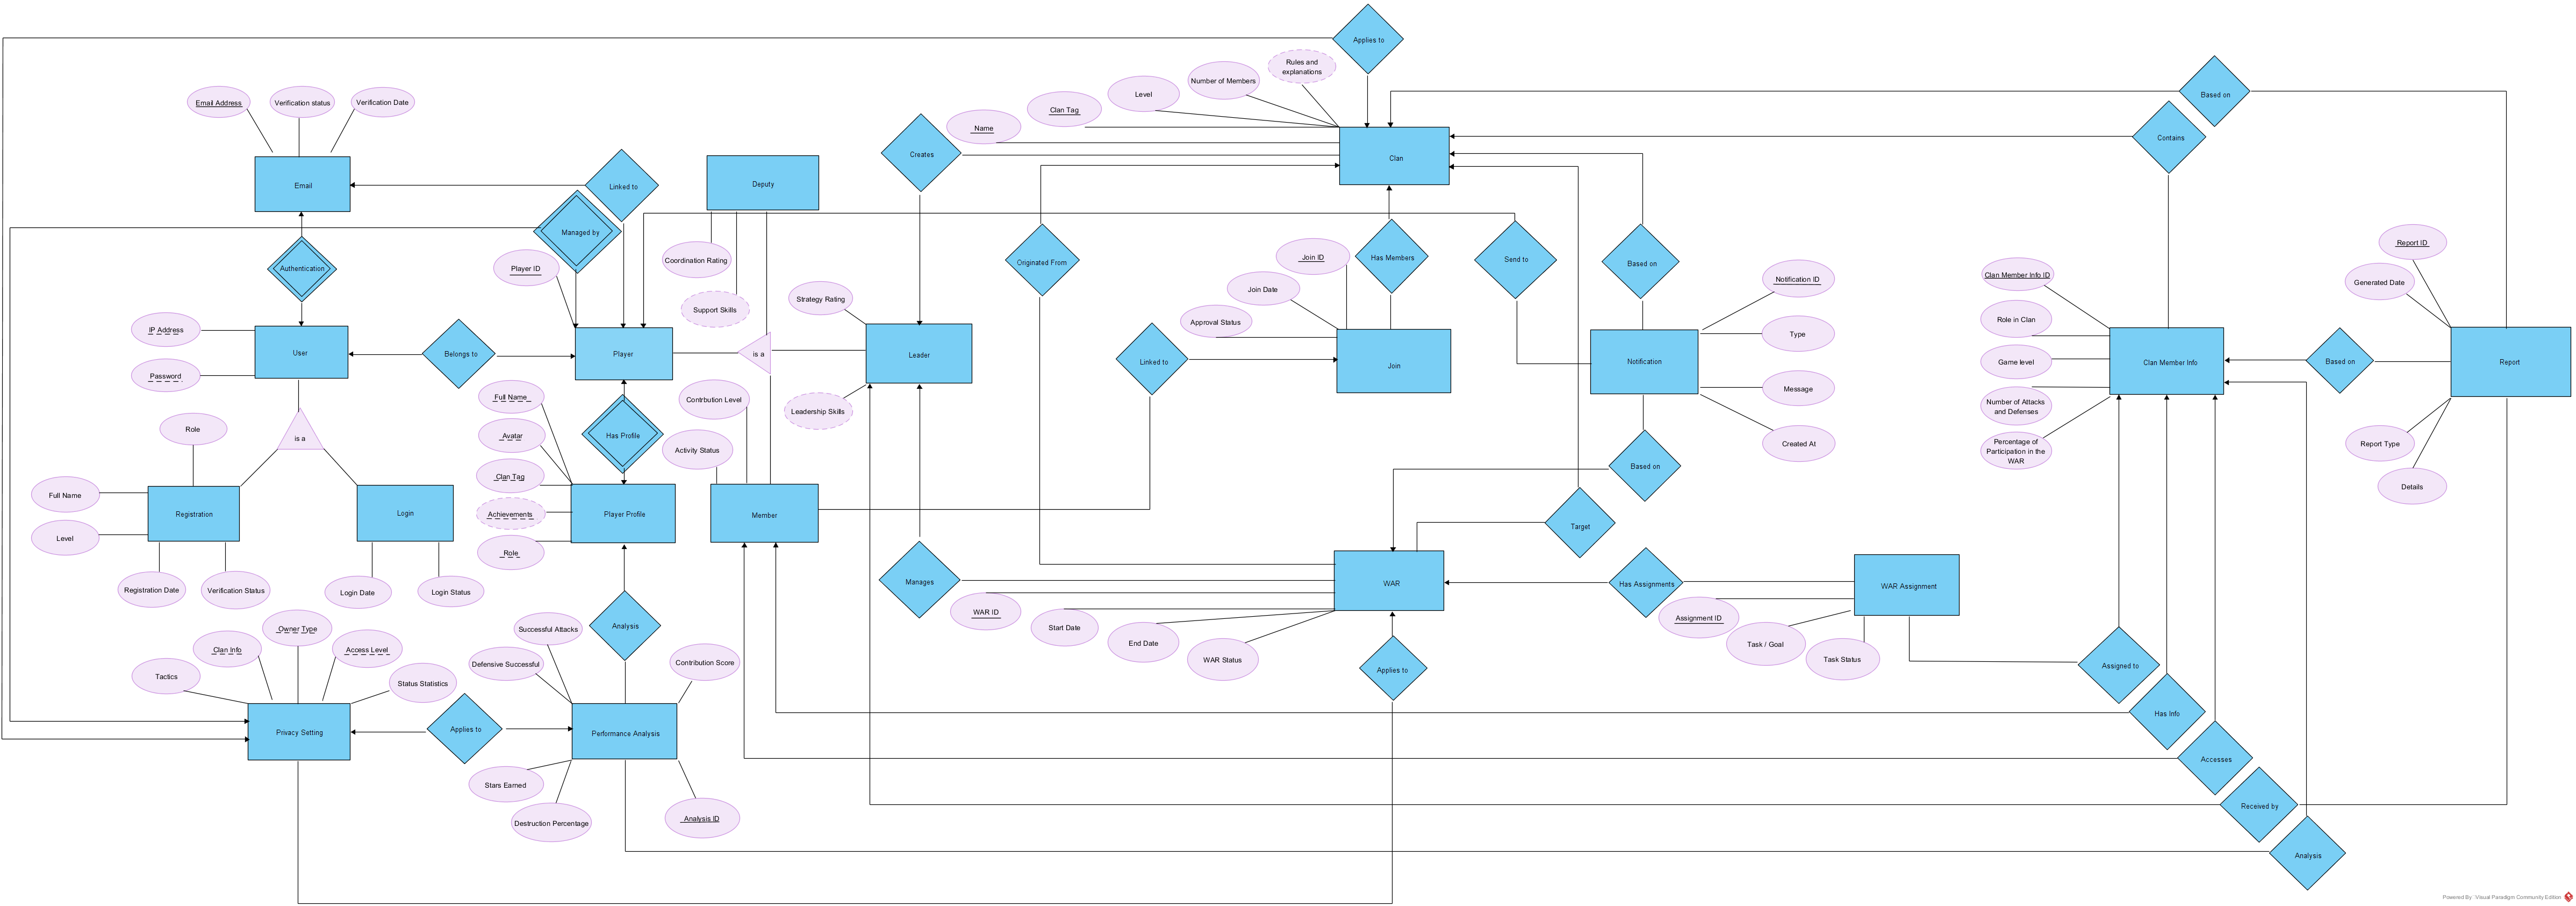 Applies to
Rules and
explanations
Number of Members
Level
Clan Tag
Name
Clan
Based on
Contains
Email Address
Verification status
Verification Date
Email
Linked to
Deputy
Creates
Managed by
Authentication
Player ID
Coordination Rating
Support Skills
Strategy Rating
Originated From
Join ID
Join Date
Approval Status
Has Members
Send to
Based on
Notification ID
Type
Message
Created At
Notification
Clan Member Info ID
Role in Clan
Game level
Number of Attacks
and Defenses
Percentage of
Participation in the
WAR
Clan Member Info
Based on
Report ID
Generated Date
Report
Report Type
Details
IP Address
Password
User
Belongs to
Player
is a
Leader
Linked to
Join
Full Name
Avatar
Clan Tag
Achievements
Role
Has Profile
Contrbution Level
Activity Status
Leadership Skills
Role
is a
Full Name
Level
Registration
Login
Registration Date
Verification Status
Login Date
Login Status
Player Profile
Member
Based on
Target
Manages
WAR
Has Assignments
WAR Assignment
WAR ID
Start Date
End Date
WAR Status
Applies to
Assignment ID
Task / Goal
Task Status
Assigned to
Has Info
Accesses
Received by
Analysis
Tactics
Clan Info
Owner Type
Access Level
Status Statistics
Privacy Setting
Applies to
Successful Attacks
Defensive Successful
Analysis
Contribution Score
Performance Analysis
Stars Earned
Destruction Percentage
Analysis ID
Powered By Visual Paradigm Community Edition